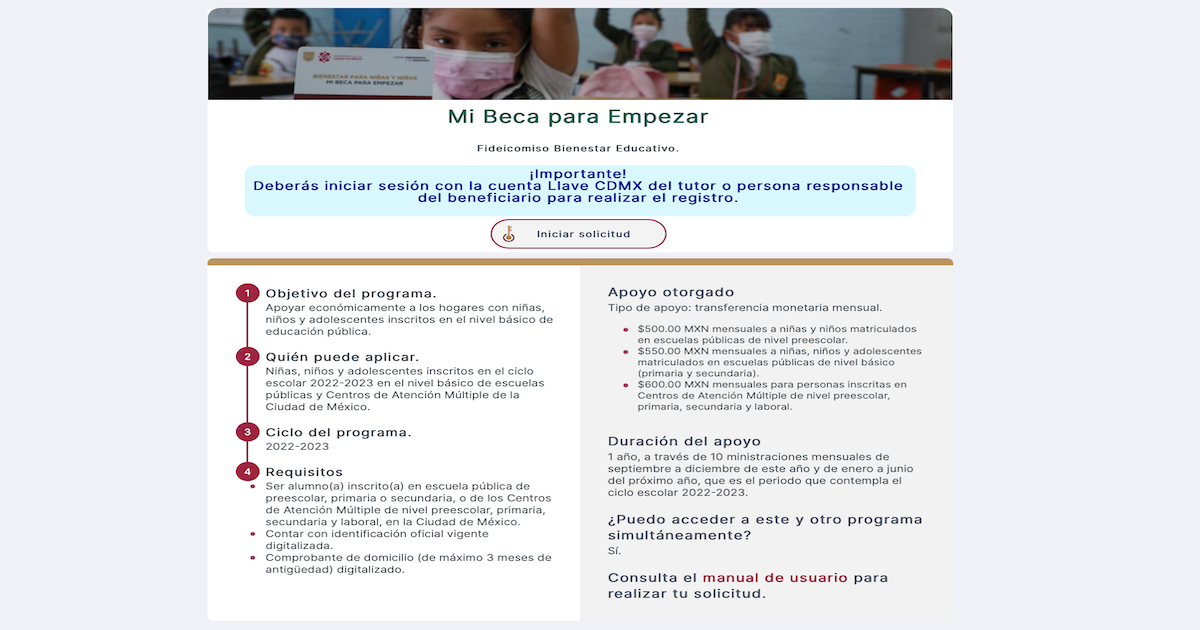 BIENESTAR PARA NIÑAS Y NIÑOS
MI BECA PARA EMPEZAR
Mi Beca para Empezar
Fideicomiso Bienestar Educativo.
¡Importante!
Deberás iniciar sesión con la cuenta Llave CDMX del tutor o persona responsable
del beneficiario para realizar el registro.
Iniciar solicitud
1 Objetivo del programa.
Apoyar económicamente a los hogares con niñas,
niños y adolescentes inscritos en el nivel básico de
educación pública.
2 Quién puede aplicar.
Niñas, niños y adolescentes inscritos en el ciclo
escolar 2022-2023 en el nivel básico de escuelas
públicas y Centros de Atención Múltiple de la
Ciudad de México.
3 Ciclo del programa.
2022-2023
4 Requisitos
Ser alumno(a) inscrito(a) en escuela pública de
preescolar, primaria o secundaria, o de los Centros
de Atención Múltiple de nivel preescolar, primaria,
secundaria y laboral, en la Ciudad de México.
Contar con identificación oficial vigente
digitalizada.
Comprobante de domicilio (de máximo 3 meses de
antigüedad) digitalizado.
Apoyo otorgado
Tipo de apoyo: transferencia monetaria mensual.
$500.00 MXN mensuales a niñas y niños matriculados
en escuelas públicas de nivel preescolar.
$550.00 MXN mensuales a niñas, niños y adolescentes
matriculados en escuelas públicas de nivel básico
(primaria y secundaria).
$600.00 MXN mensuales para personas inscritas en
Centros de Atención Múltiple de nivel preescolar,
primaria, secundaria y laboral.
Duración del apoyo
1 año, a través de 10 ministraciones mensuales de
septiembre a diciembre de este año y de enero a junio
del próximo año, que es el periodo que contempla el
ciclo escolar 2022-2023.
¿Puedo acceder a este y otro programa
simultáneamente?
Sí.
Consulta el manual de usuario para
realizar tu solicitud.